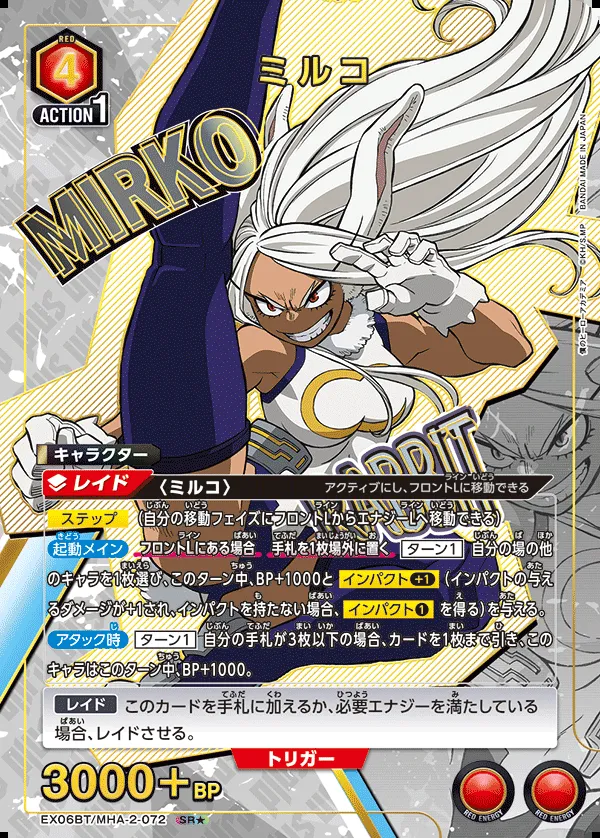 RED
4
ACTION 1
ミルコ
MIRKO
RABBIT
僕のヒーローアカデミア ©KH/S,MP BANDAI MADE IN JAPAN
キャラクター
レイド 〈ミルコ〉 アクティブにし、フロントLに移動できる
ステップ (自分の移動フェイズにフロントLからエナジーLへ移動できる)
起動メイン フロントLにある場合 手札を1枚場外に置く ターン1 自分の場の他
のキャラを1枚選び、このターン中、BP+1000と インパクト+1 (インパクトの与え
るダメージが+1され、インパクトを持たない場合、インパクト1 を得る)を与える。
アタック時 ターン1 自分の手札が3枚以下の場合、カードを1枚まで引き、この
キャラはこのターン中、BP+1000。
レイド このカードを手札に加えるか、必要エナジーを満たしている
場合、レイドさせる。
トリガー
3000+BP
RED ENERGY RED ENERGY
EX06BT/MHA-2-072 SR★